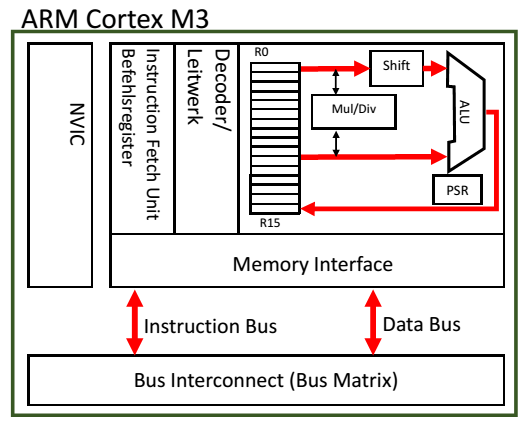 ARM Cortex M3
NVIC
Instruction Fetch Unit
Befehlsregister
Decoder/
Leitwerk
R0
R15
Shift
Mul/Div
ALU
PSR
Memory Interface
Instruction Bus
Data Bus
Bus Interconnect (Bus Matrix)